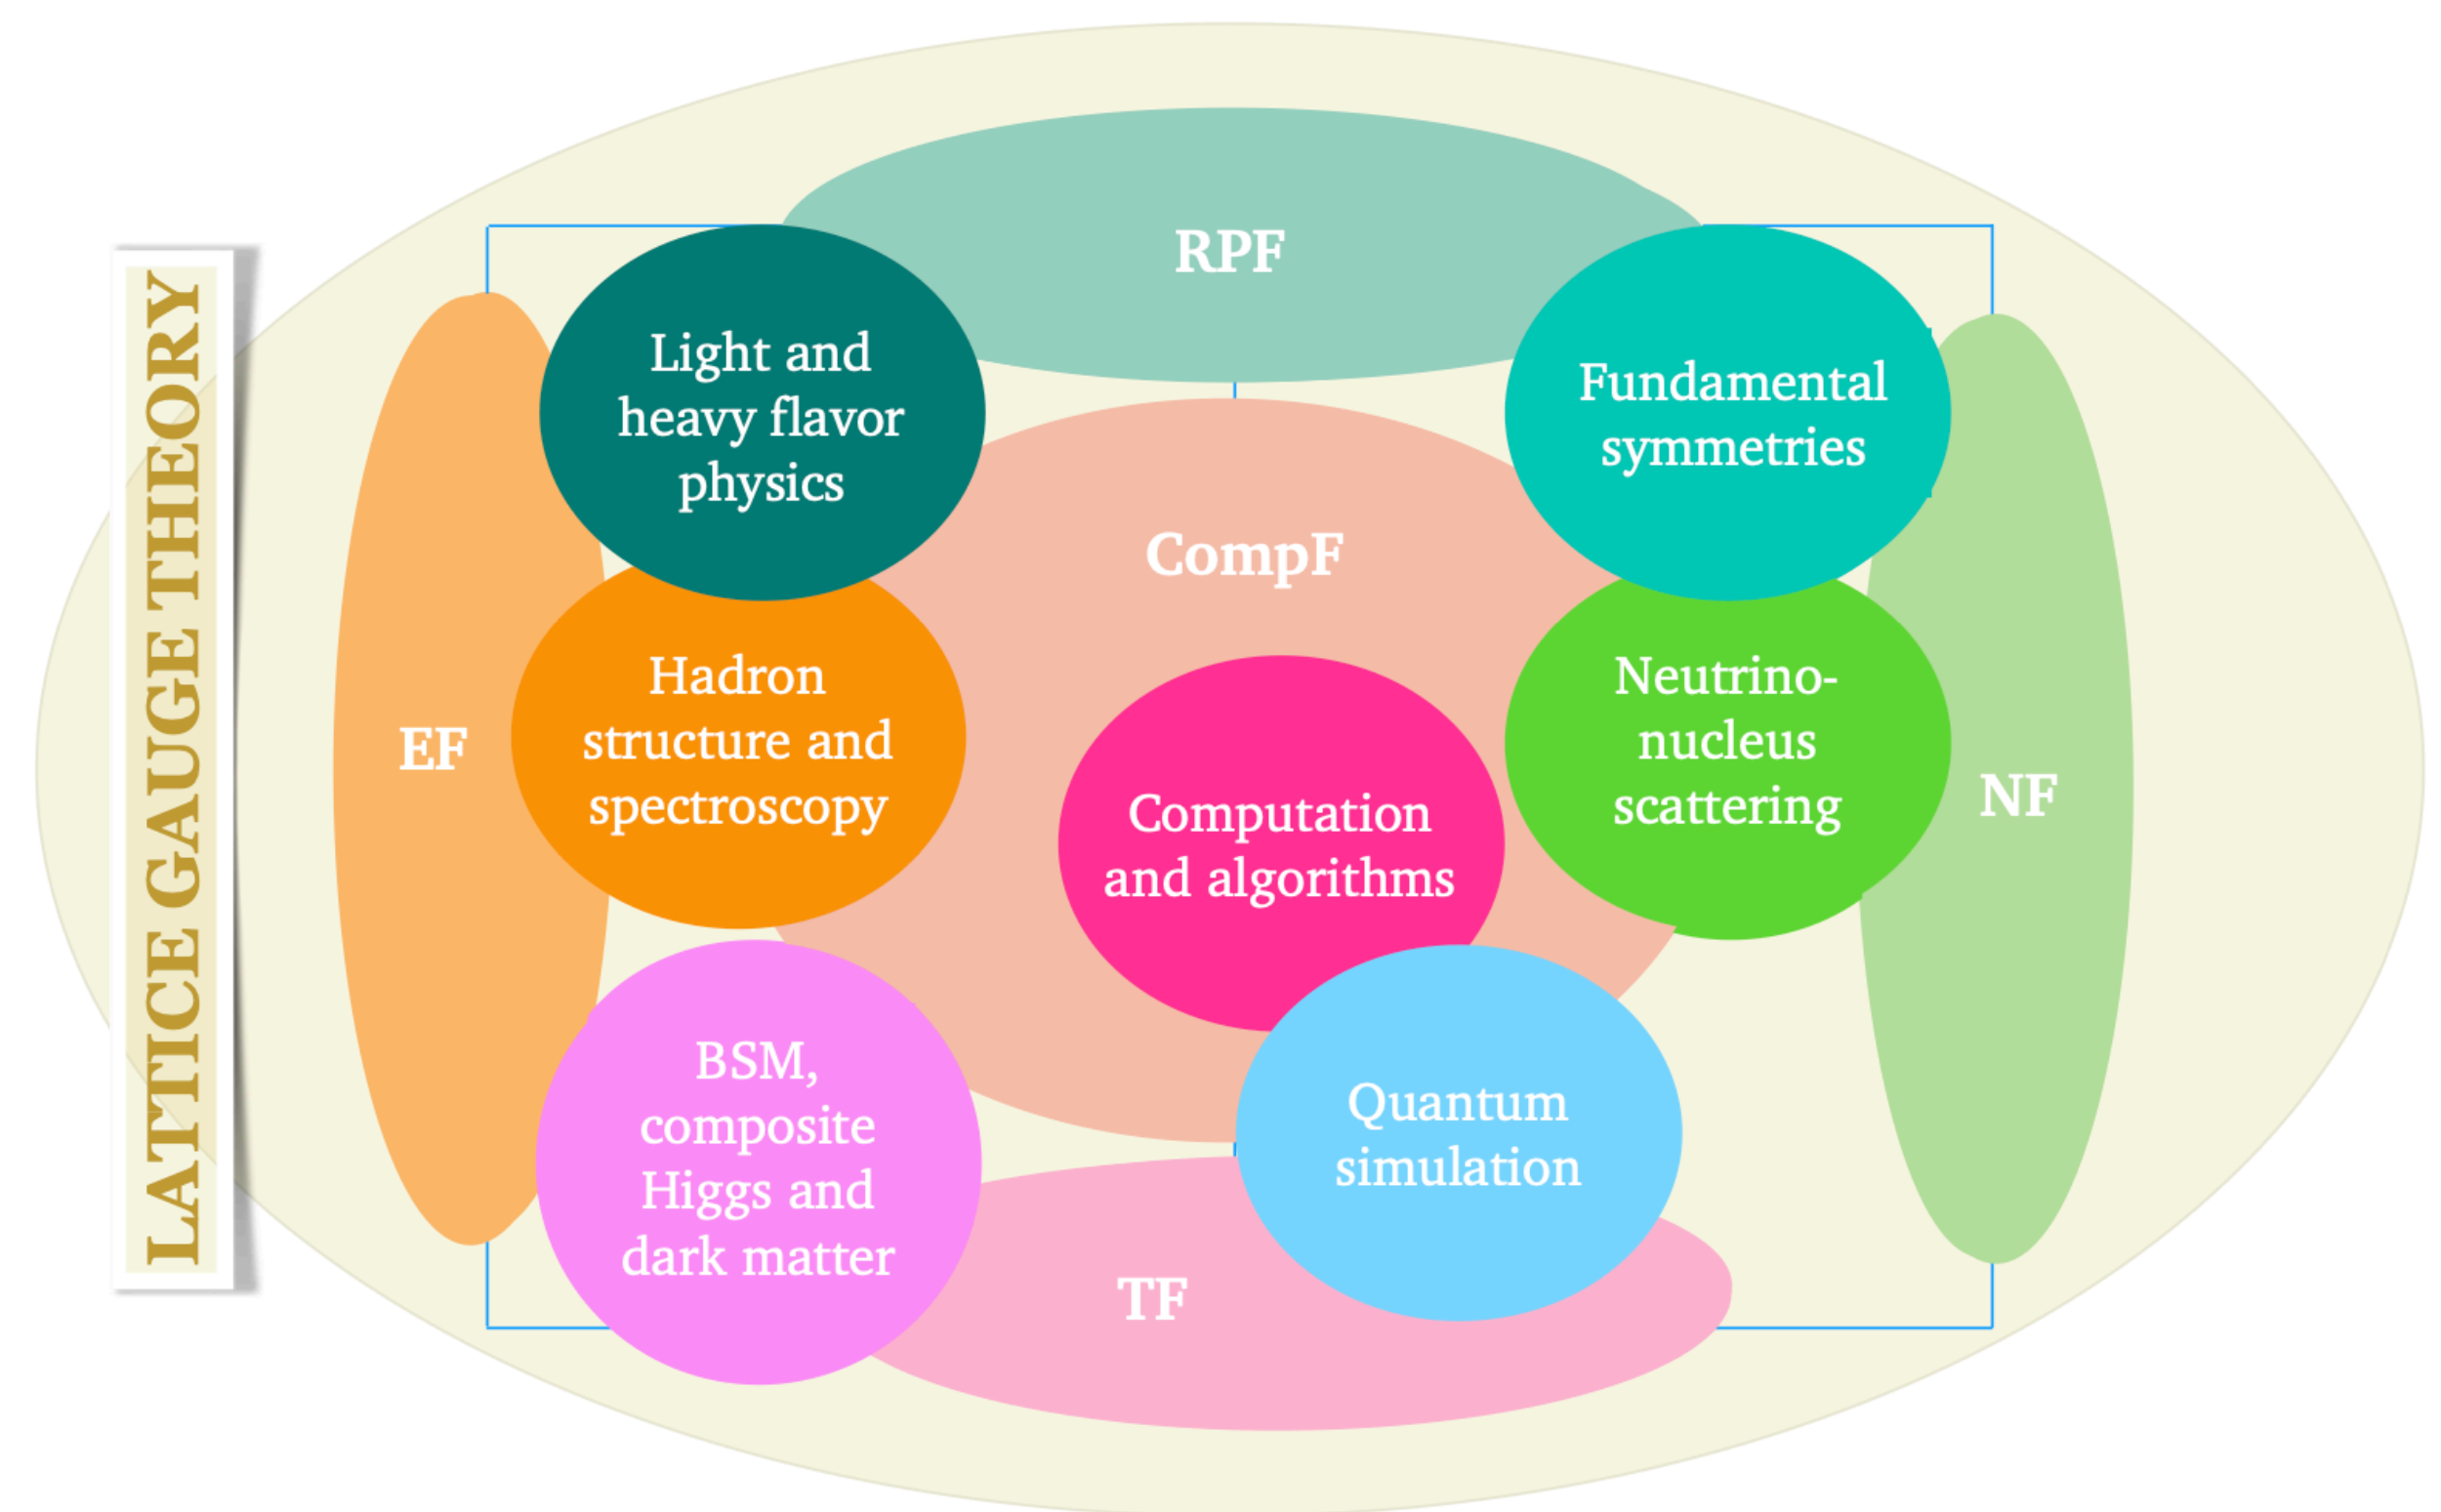 LATTICE GAUGE THEORY
RPF
Light and
heavy flavor
physics
Fundamental
symmetries
CompF
EF
Hadron
structure and
spectroscopy
Computation
and algorithms
Neutrino-
nucleus
scattering
NF
BSM,
composite
Higgs and
dark matter
Quantum
simulation
TF